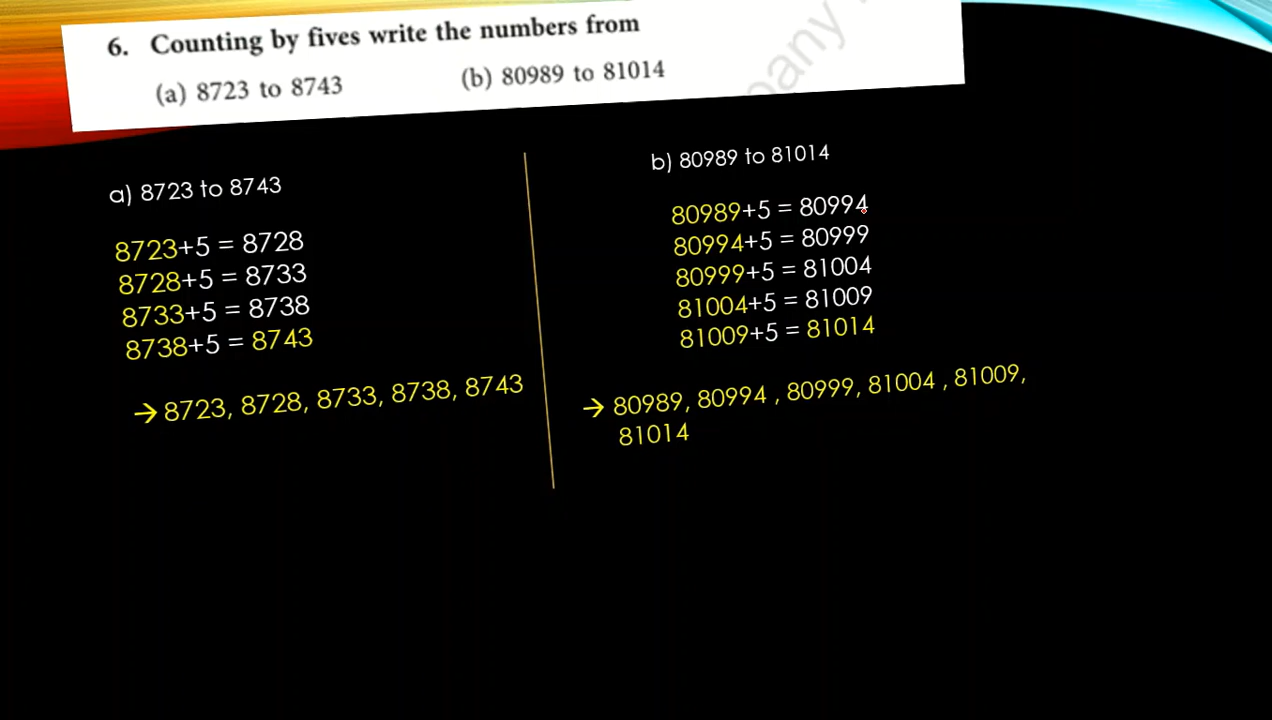 6. Counting by fives write the numbers from
(a) 8723 to 8743 (b) 80989 to 81014
a) 8723 to 8743
8723+5 = 8728
8728+5 = 8733
8733+5 = 8738
8738+5 = 8743
→ 8723, 8728, 8733, 8738, 8743
b) 80989 to 81014
80989+5 = 80994
80994+5 = 80999
80999+5 = 81004
81004+5 = 81009
81009+5 = 81014
→ 80989, 80994 , 80999, 81004 , 81009,
81014